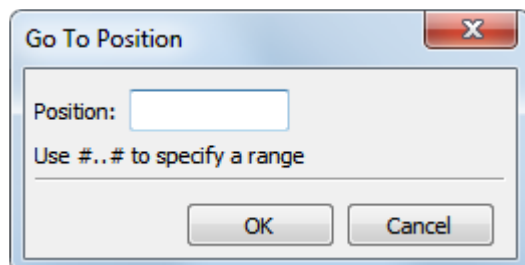 Go To Position
Position:
Use #..# to specify a range
OK Cancel